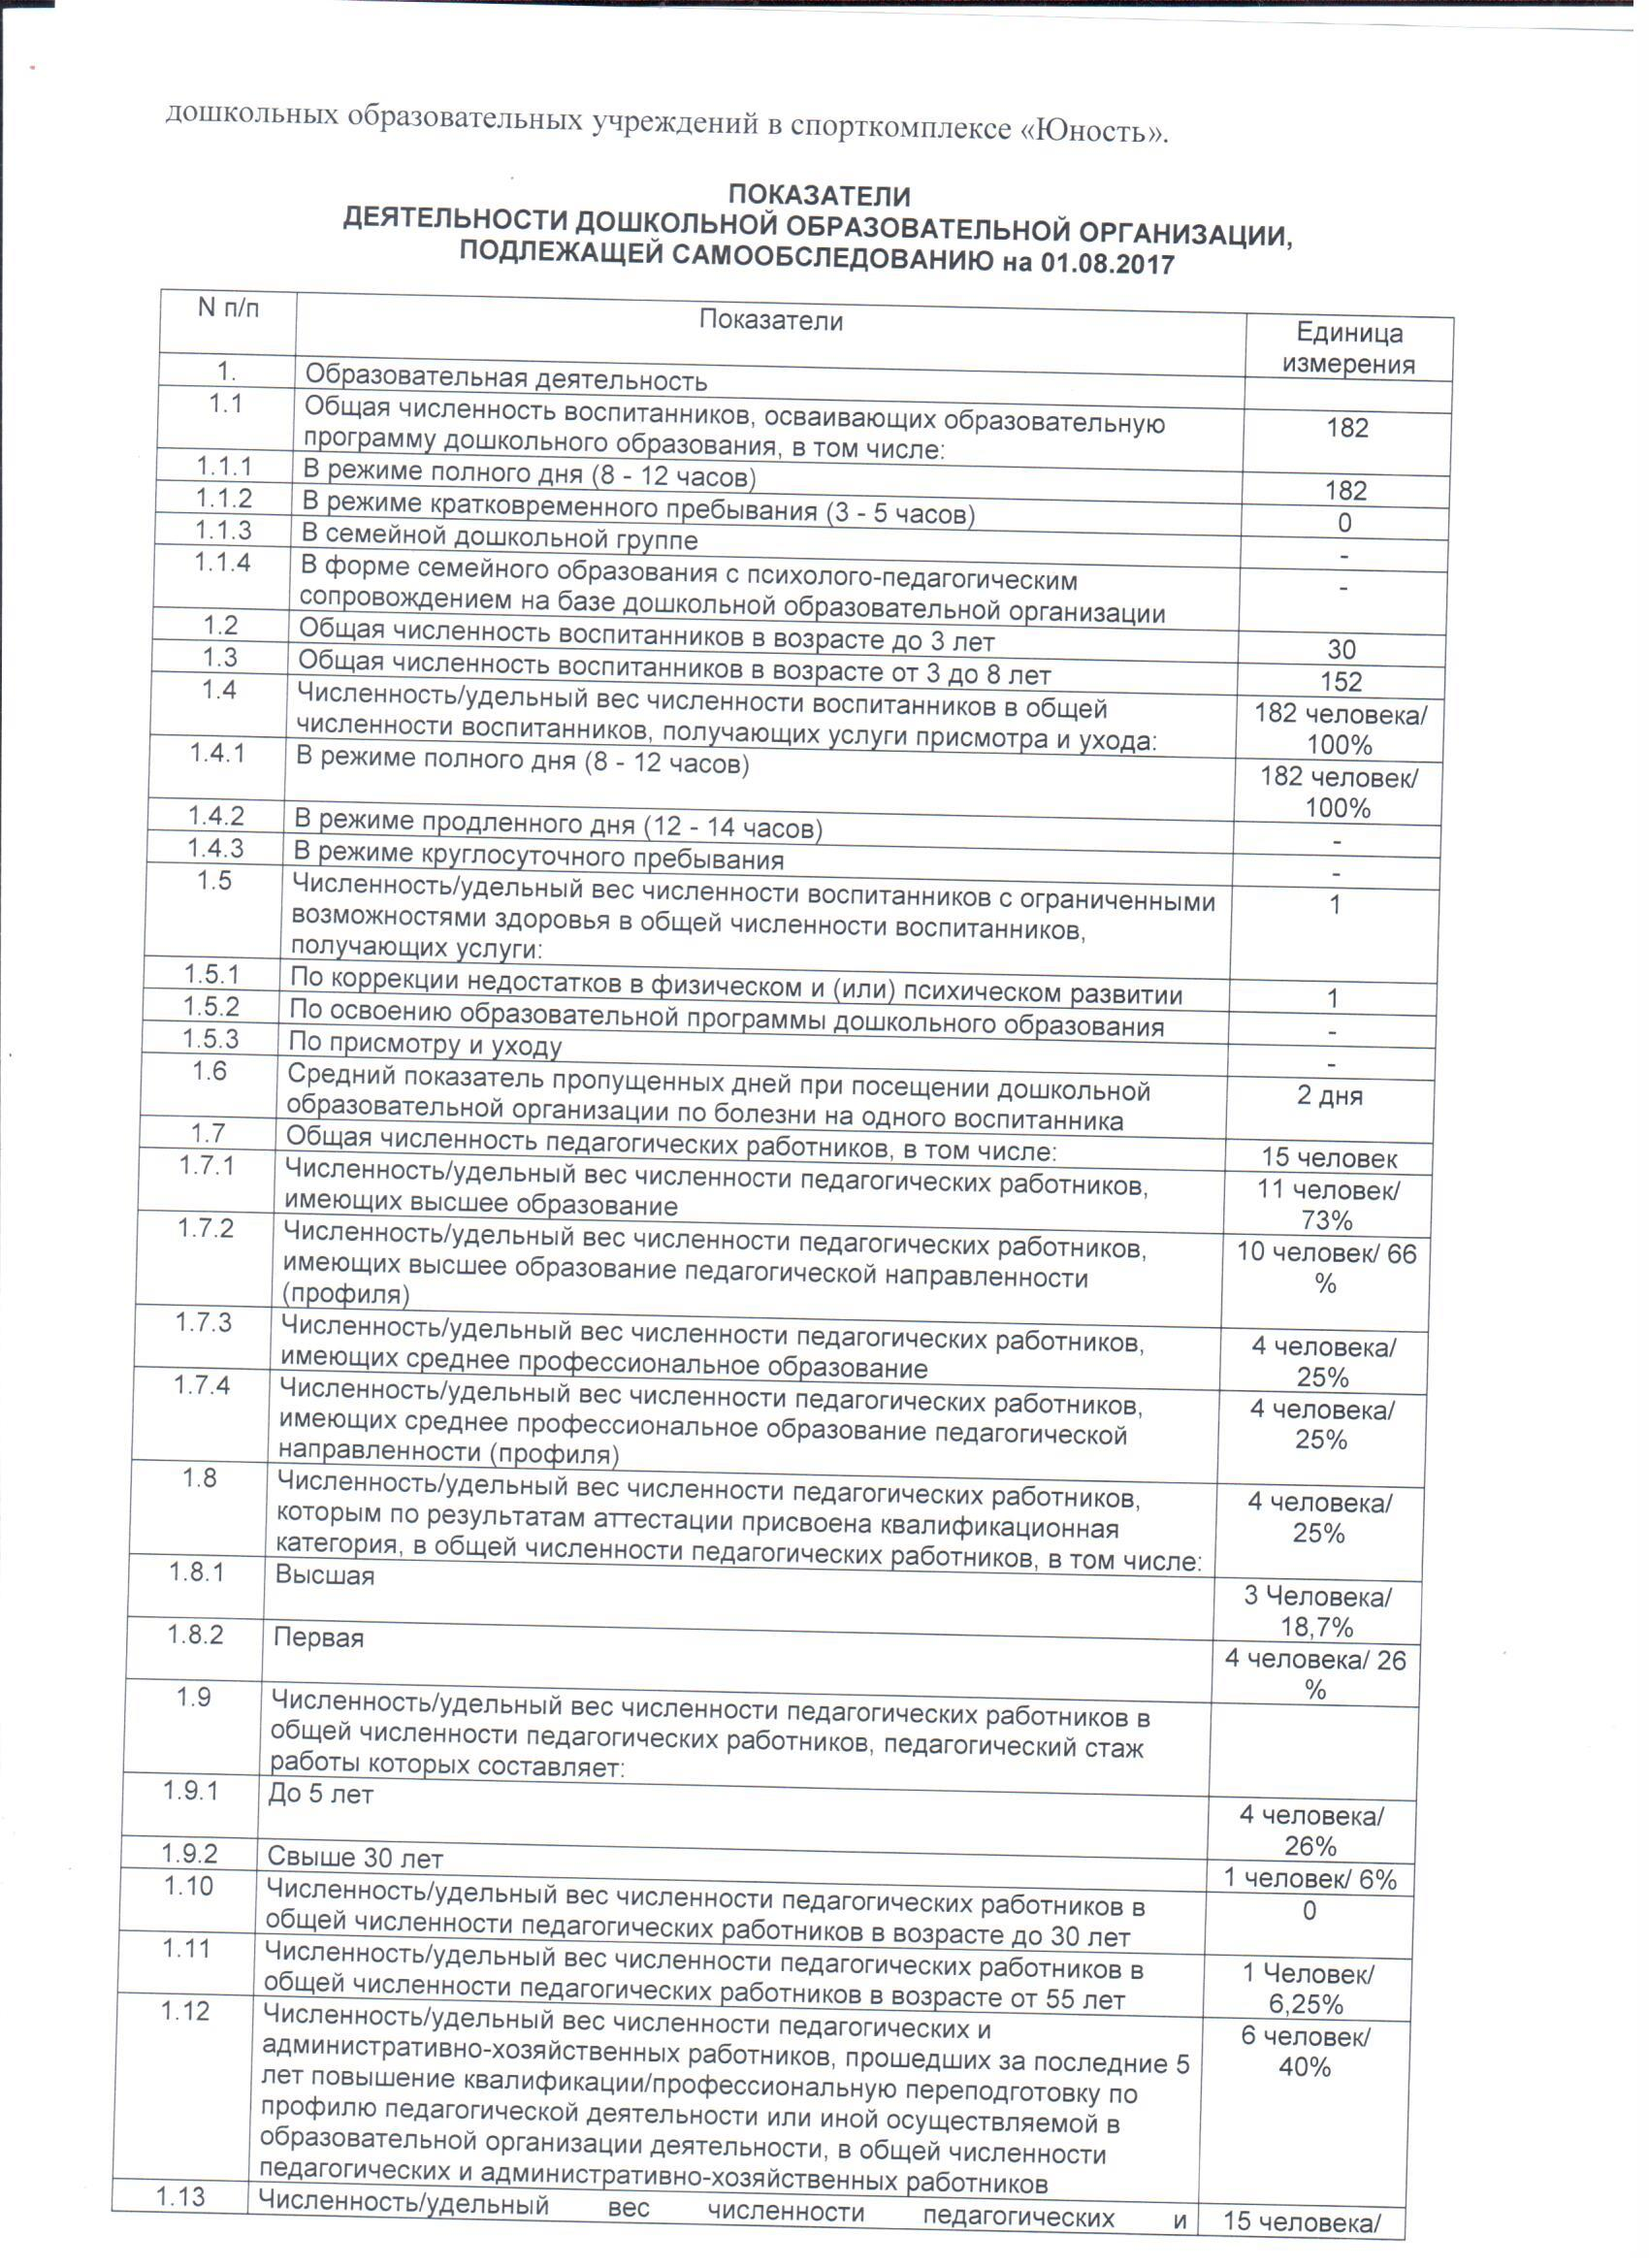 дошкольных образовательных учреждений в спорткомплексе «Юность».
ПОКАЗАТЕЛИ
ДЕЯТЕЛЬНОСТИ ДОШКОЛЬНОЙ ОБРАЗОВАТЕЛЬНОЙ ОРГАНИЗАЦИИ,
ПОДЛЕЖАЩЕЙ САМООБСЛЕДОВАНИЮ на 01.08.2017
N п/п Показатели Единица
измерения
1. Образовательная деятельность
1.1 Общая численность воспитанников, осваивающих образовательную 182
программу дошкольного образования, в том числе:
1.1.1 В режиме полного дня (8 - 12 часов) 182
1.1.2 В режиме кратковременного пребывания (3 - 5 часов) 0
1.1.3 В семейной дошкольной группе -
1.1.4 В форме семейного образования с психолого-педагогическим -
сопровождением на базе дошкольной образовательной организации
1.2 Общая численность воспитанников в возрасте до 3 лет 30
1.3 Общая численность воспитанников в возрасте от 3 до 8 лет 152
1.4 Численность/удельный вес численности воспитанников в общей 182 человека/
численности воспитанников, получающих услуги присмотра и ухода: 100%
1.4.1 В режиме полного дня (8 - 12 часов) 182 человек/
100%
1.4.2 В режиме продленного дня (12 - 14 часов) -
1.4.3 В режиме круглосуточного пребывания -
1.5 Численность/удельный вес численности воспитанников с ограниченными 1
возможностями здоровья в общей численности воспитанников,
получающих услуги:
1.5.1 По коррекции недостатков в физическом и (или) психическом развитии 1
1.5.2 По освоению образовательной программы дошкольного образования -
1.5.3 По присмотру и уходу -
1.6 Средний показатель пропущенных дней при посещении дошкольной 2 дня
образовательной организации по болезни на одного воспитанника
1.7 Общая численность педагогических работников, в том числе: 15 человек
1.7.1 Численность/удельный вес численности педагогических работников, 11 человек/
имеющих высшее образование 73%
1.7.2 Численность/удельный вес численности педагогических работников, 10 человек/ 66
имеющих высшее образование педагогической направленности %
(профиля)
1.7.3 Численность/удельный вес численности педагогических работников, 4 человека/
имеющих среднее профессиональное образование 25%
1.7.4 Численность/удельный вес численности педагогических работников, 4 человека/
имеющих среднее профессиональное образование педагогической 25%
направленности (профиля)
1.8 Численность/удельный вес численности педагогических работников, 4 человека/
которым по результатам аттестации присвоена квалификационная 25%
категория, в общей численности педагогических работников, в том числе:
1.8.1 Высшая 3 Человека/
18,7%
1.8.2 Первая 4 человека/ 26
%
1.9 Численность/удельный вес численности педагогических работников в
общей численности педагогических работников, педагогический стаж
работы которых составляет:
1.9.1 До 5 лет 4 человека/
26%
1.9.2 Свыше 30 лет 1 человек/ 6%
1.10 Численность/удельный вес численности педагогических работников в 0
общей численности педагогических работников в возрасте до 30 лет
1.11 Численность/удельный вес численности педагогических работников в 1 Человек/
общей численности педагогических работников в возрасте от 55 лет 6,25%
1.12 Численность/удельный вес численности педагогических и 6 человек/
административно-хозяйственных работников, прошедших за последние 5 40%
лет повышение квалификации/профессиональную переподготовку по
профилю педагогической деятельности или иной осуществляемой в
образовательной организации деятельности, в общей численности
педагогических и административно-хозяйственных работников
1.13 Численность/удельный вес численности педагогических и 15 человека/